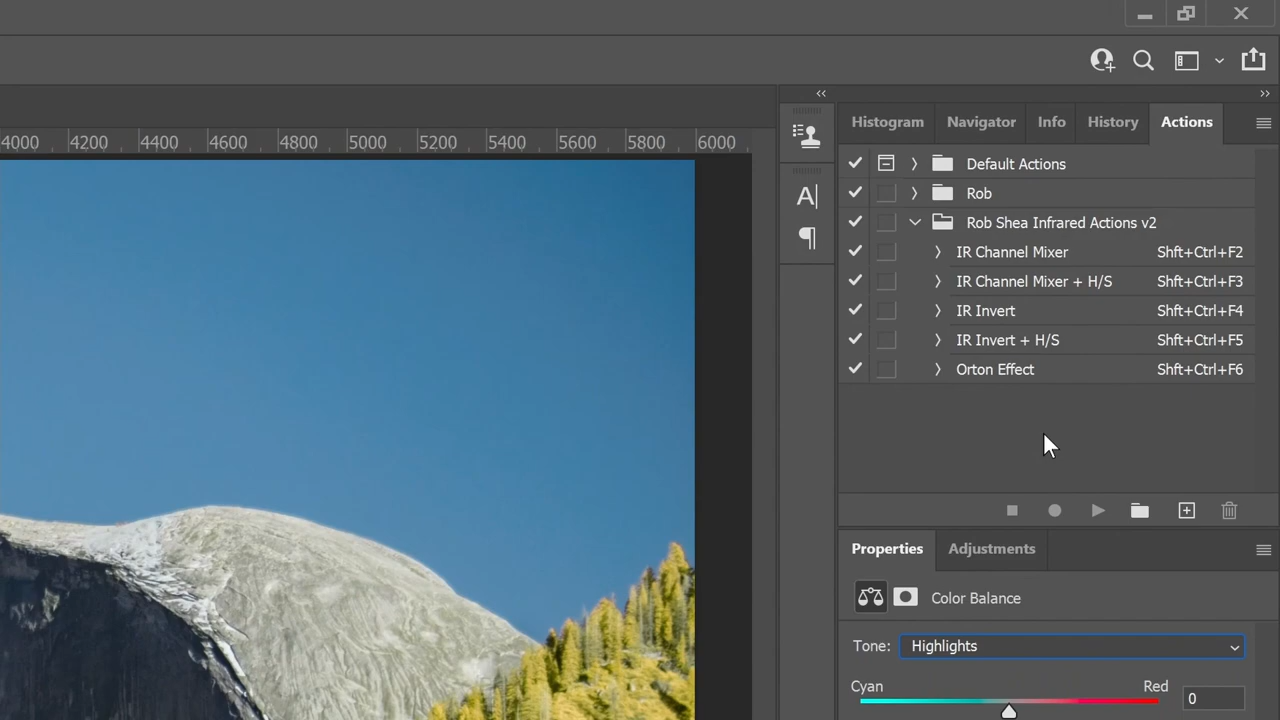 4000 4200 4400 4600 4800 5000 5200 5400 5600 5800 6000
Histogram Navigator Info History Actions
Default Actions
Rob
Rob Shea Infrared Actions v2
IR Channel Mixer Shft+Ctrl+F2
IR Channel Mixer + H/S Shft+Ctrl+F3
IR Invert Shft+Ctrl+F4
IR Invert + H/S Shft+Ctrl+F5
Orton Effect Shft+Ctrl+F6
Properties Adjustments
Color Balance
Tone: Highlights
Cyan Red 0